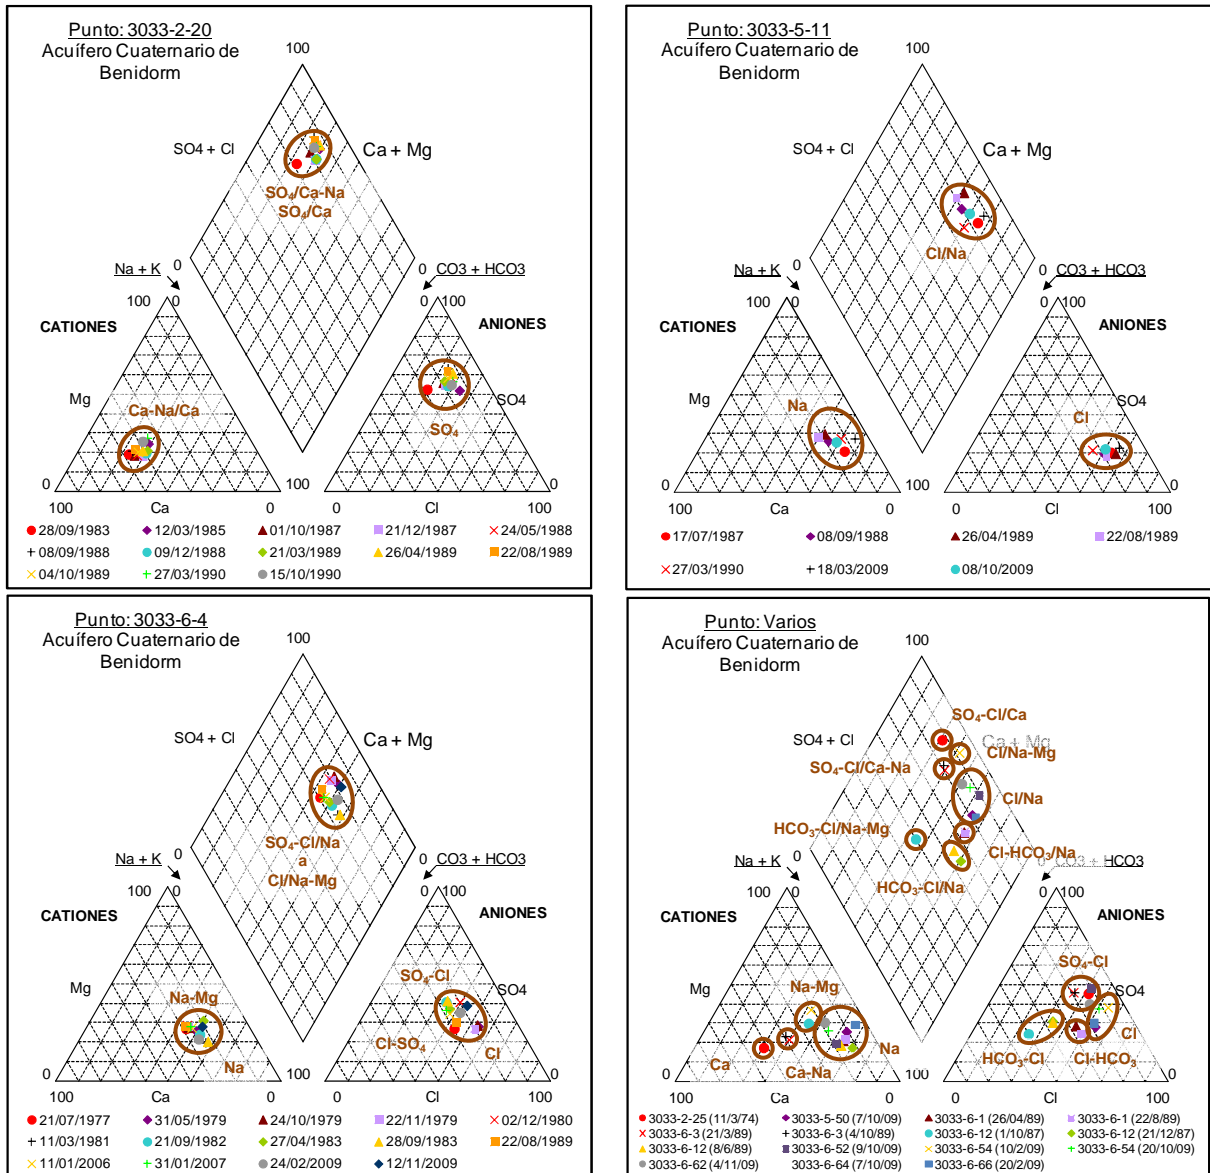 Punto: 3033-2-20
Acuífero Cuaternario de
Benidorm
100
SO4 + Cl
Ca + Mg
SO₄/Ca-Na
SO₄/Ca
0
0
Na + K
CO3 + HCO3
100
0
0
100
CATIONES
ANIONES
Mg
SO4
Ca-Na/Ca
SO₄
0
0
100
Ca
0
0
Cl
100
28/09/1983
12/03/1985
01/10/1987
21/12/1987
24/05/1988
08/09/1988
09/12/1988
21/03/1989
26/04/1989
22/08/1989
04/10/1989
27/03/1990
15/10/1990
Punto: 3033-5-11
Acuífero Cuaternario de
Benidorm
100
SO4 + Cl
Ca + Mg
Cl/Na
0
0
Na + K
CO3 + HCO3
100
0
0
100
CATIONES
ANIONES
Mg
SO4
Na
Cl
0
0
100
Ca
0
0
Cl
100
17/07/1987
08/09/1988
26/04/1989
22/08/1989
27/03/1990
18/03/2009
08/10/2009
Punto: 3033-6-4
Acuífero Cuaternario de
Benidorm
100
SO4 + Cl
Ca + Mg
SO₄-Cl/Na
a
Cl/Na-Mg
0
0
Na + K
CO3 + HCO3
100
0
0
100
CATIONES
ANIONES
Mg
SO4
Na-Mg
Na
SO₄-Cl
Cl-SO₄
Cl
0
0
100
Ca
0
0
Cl
100
21/07/1977
31/05/1979
24/10/1979
22/11/1979
02/12/1980
11/03/1981
21/09/1982
27/04/1983
28/09/1983
22/08/1989
11/01/2006
31/01/2007
24/02/2009
12/11/2009
Punto: Varios
Acuífero Cuaternario de
Benidorm
100
SO₄-Cl/Ca
SO4 + Cl
Ca + Mg
Cl/Na-Mg
SO₄-Cl/Ca-Na
Cl/Na
HCO₃-Cl/Na-Mg
Cl-HCO₃/Na
HCO₃-Cl/Na
0
0
Na + K
CO3 + HCO3
100
0
0
100
CATIONES
ANIONES
Mg
SO4
Na-Mg
Ca
Ca-Na
Na
SO₄-Cl
Cl
HCO₃-Cl
Cl-HCO₃
0
0
100
Ca
0
0
Cl
100
3033-2-25 (11/3/74)
3033-5-50 (7/10/09)
3033-6-1 (26/04/89)
3033-6-1 (22/8/89)
3033-6-3 (21/3/89)
3033-6-3 (4/10/89)
3033-6-12 (1/10/87)
3033-6-12 (21/12/87)
3033-6-12 (8/6/89)
3033-6-52 (9/10/09)
3033-6-54 (10/2/09)
3033-6-54 (20/10/09)
3033-6-62 (4/11/09)
3033-6-64 (7/10/09)
3033-6-66 (20/2/09)